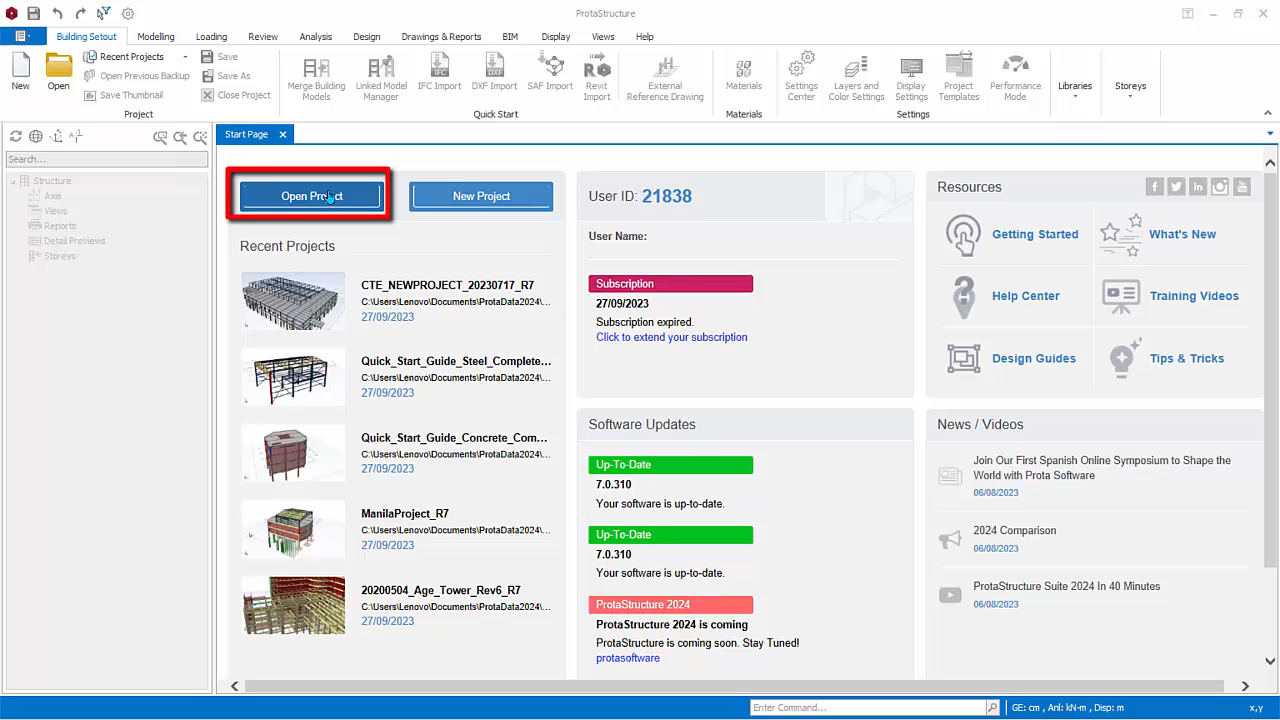 ProtaStructure
Building Setout
Modelling
Loading
Review
Analysis
Design
Drawings & Reports
BIM
Display
Views
Help
New
Open
Recent Projects
Open Previous Backup
Save Thumbnail
Save
Save As
Close Project
Project
Merge Building
Models
Linked Model
Manager
IFC Import
DXF Import
SAF Import
Revit
Import
Quick Start
External
Reference Drawing
Materials
Materials
Settings
Center
Layers and
Color Settings
Display
Settings
Project
Templates
Performance
Mode
Settings
Libraries
Storeys
Search...
Structure
Axis
Views
Reports
Detail Previews
Storeys
Start Page
Open Project
New Project
Recent Projects
CTE_NEWPROJECT_20230717_R7
C:\Users\Lenovo\Documents\ProtaData2024\...
27/09/2023
Quick_Start_Guide_Steel_Complete...
C:\Users\Lenovo\Documents\ProtaData2024\...
27/09/2023
Quick_Start_Guide_Concrete_Com...
C:\Users\Lenovo\Documents\ProtaData2024\...
27/09/2023
ManilaProject_R7
C:\Users\Lenovo\Documents\ProtaData2024\...
27/09/2023
20200504_Age_Tower_Rev6_R7
C:\Users\Lenovo\Documents\ProtaData2024\...
27/09/2023
User ID: 21838
User Name:
Subscription
27/09/2023
Subscription expired.
Click to extend your subscription
Software Updates
Up-To-Date
7.0.310
Your software is up-to-date.
Up-To-Date
7.0.310
Your software is up-to-date.
ProtaStructure 2024
ProtaStructure 2024 is coming
ProtaStructure is coming soon. Stay Tuned!
protasoftware
Resources
Getting Started
What's New
Help Center
Training Videos
Design Guides
Tips & Tricks
News / Videos
Join Our First Spanish Online Symposium to Shape the
World with Prota Software
06/08/2023
2024 Comparison
06/08/2023
ProtaStructure Suite 2024 In 40 Minutes
06/08/2023
Enter Command...
GE: cm , Anl: kN-m , Disp: m
x,y